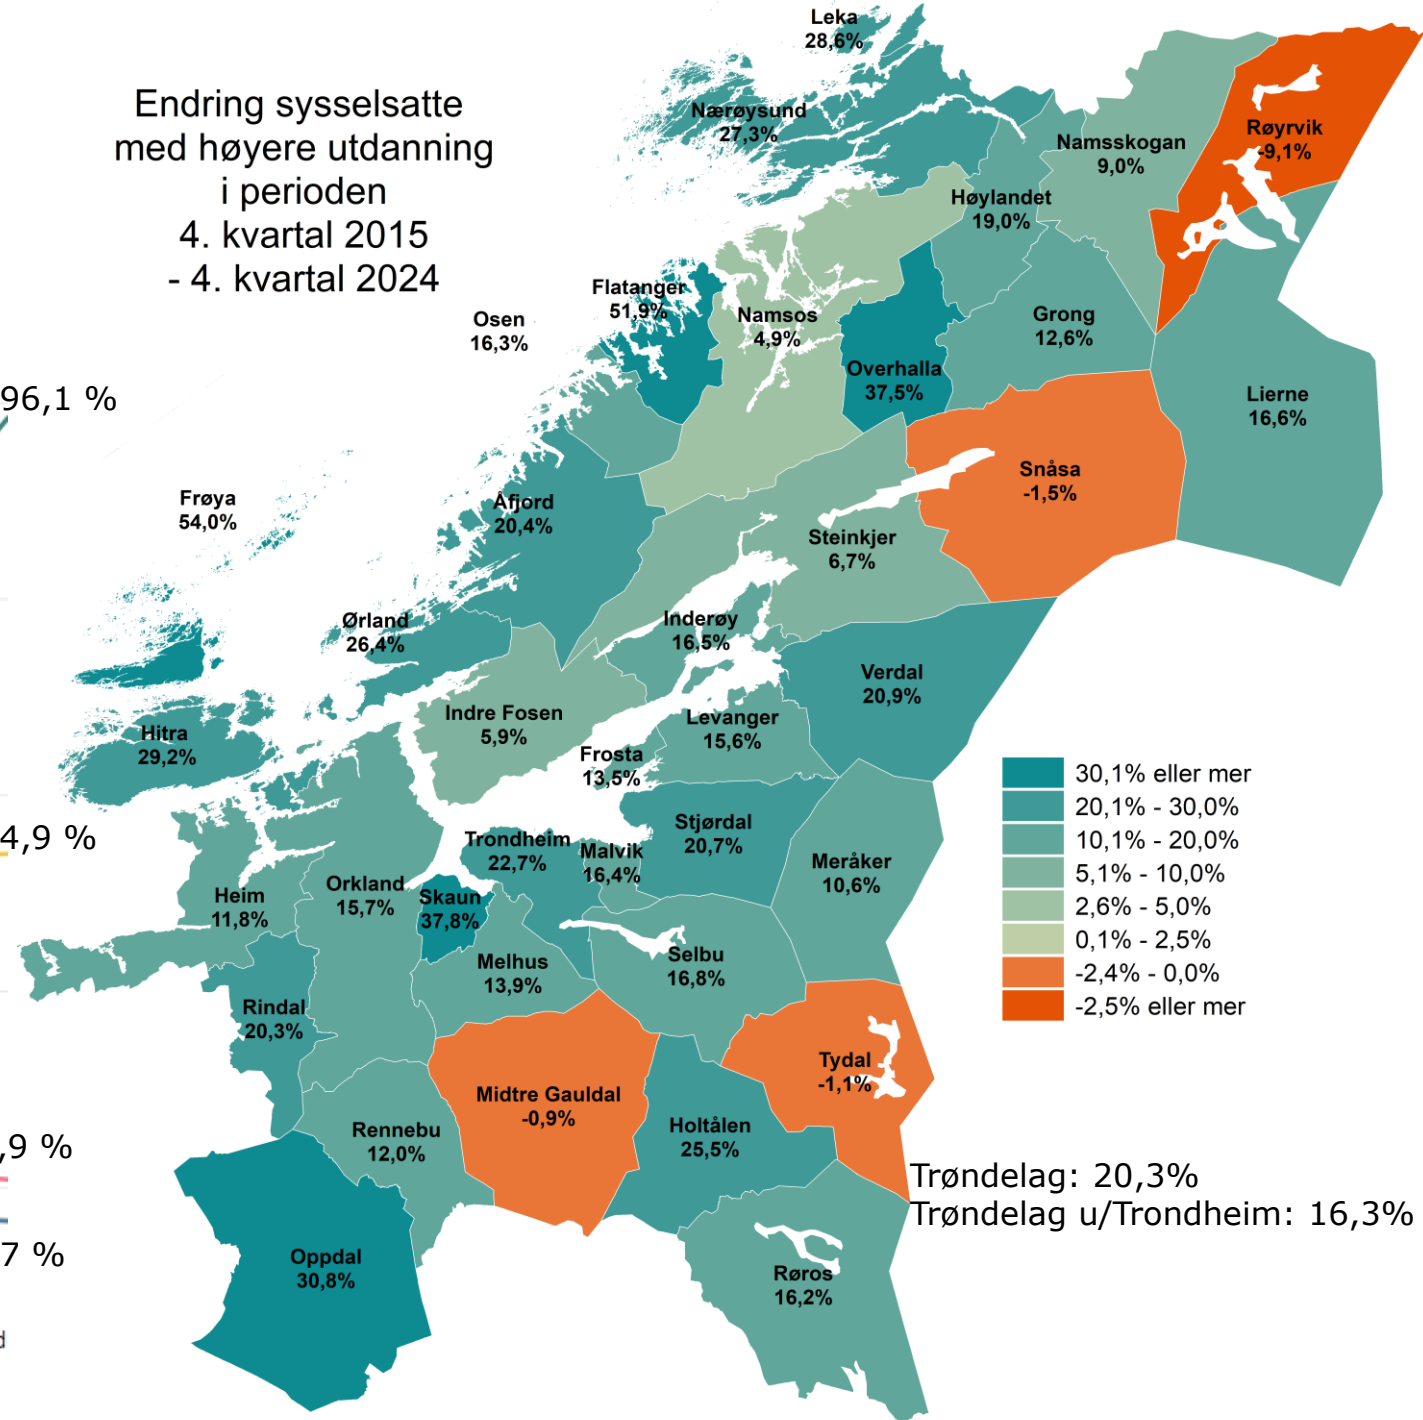 Endring sysselsatte
med høyere utdanning
i perioden
4. kvartal 2015
- 4. kvartal 2024
Leka
28,6%
Nærøysund
27,3%
Namsskogan
9,0%
Røyrvik
-9,1%
Høylandet
19,0%
Flatanger
51,9%
Osen
16,3%
Namsos
4,9%
Grong
12,6%
Overhalla
37,5%
Lierne
16,6%
96,1 %
Snåsa
-1,5%
Frøya
54,0%
Åfjord
20,4%
Steinkjer
6,7%
Ørland
26,4%
Inderøy
16,5%
Verdal
20,9%
Indre Fosen
5,9%
Levanger
15,6%
Hitra
29,2%
Frosta
13,5%
30,1% eller mer
20,1% - 30,0%
10,1% - 20,0%
5,1% - 10,0%
2,6% - 5,0%
0,1% - 2,5%
-2,4% - 0,0%
-2,5% eller mer
4,9 %
Trondheim
22,7%
Malvik
16,4%
Stjørdal
20,7%
Meråker
10,6%
Heim
11,8%
Orkland
15,7%
Skaun
37,8%
Melhus
13,9%
Selbu
16,8%
Rindal
20,3%
Tydal
-1,1%
Midtre Gauldal
-0,9%
Holtålen
25,5%
Rennebu
12,0%
,9 %
Trøndelag: 20,3%
Trøndelag u/Trondheim: 16,3%
7 %
Oppdal
30,8%
Røros
16,2%
d